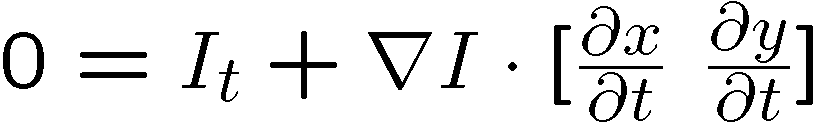 0 = I_t + ∇I · [∂x/∂t ∂y/∂t]